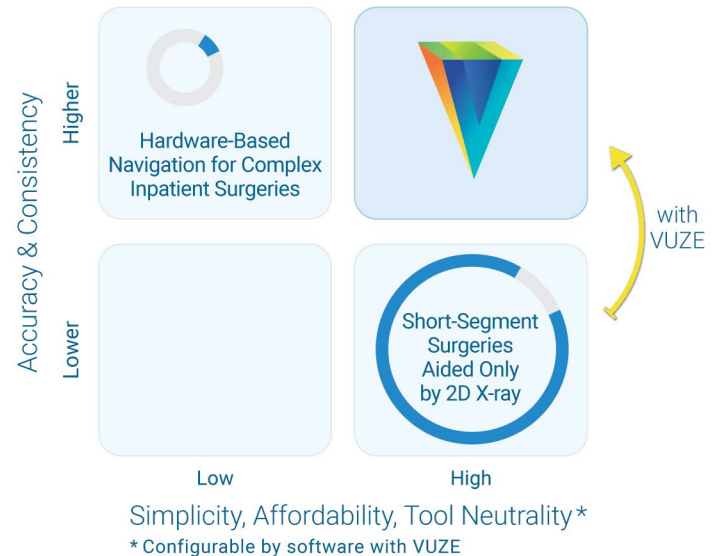 Accuracy & Consistency
Higher
Hardware-Based
Navigation for Complex
Inpatient Surgeries
with
VUZE
Lower
Short-Segment
Surgeries
Aided Only
by 2D X-ray
Low
High
Simplicity, Affordability, Tool Neutrality*
* Configurable by software with VUZE